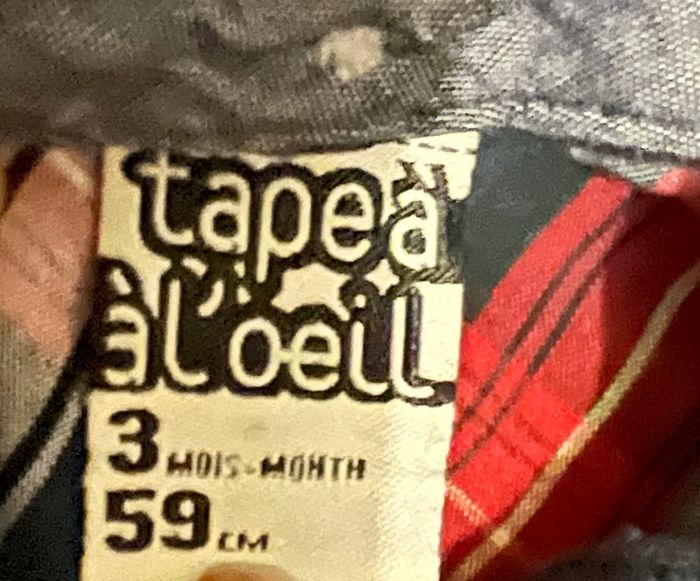 tape à
à l'oeil
3 MOIS-MONTH
59 CM